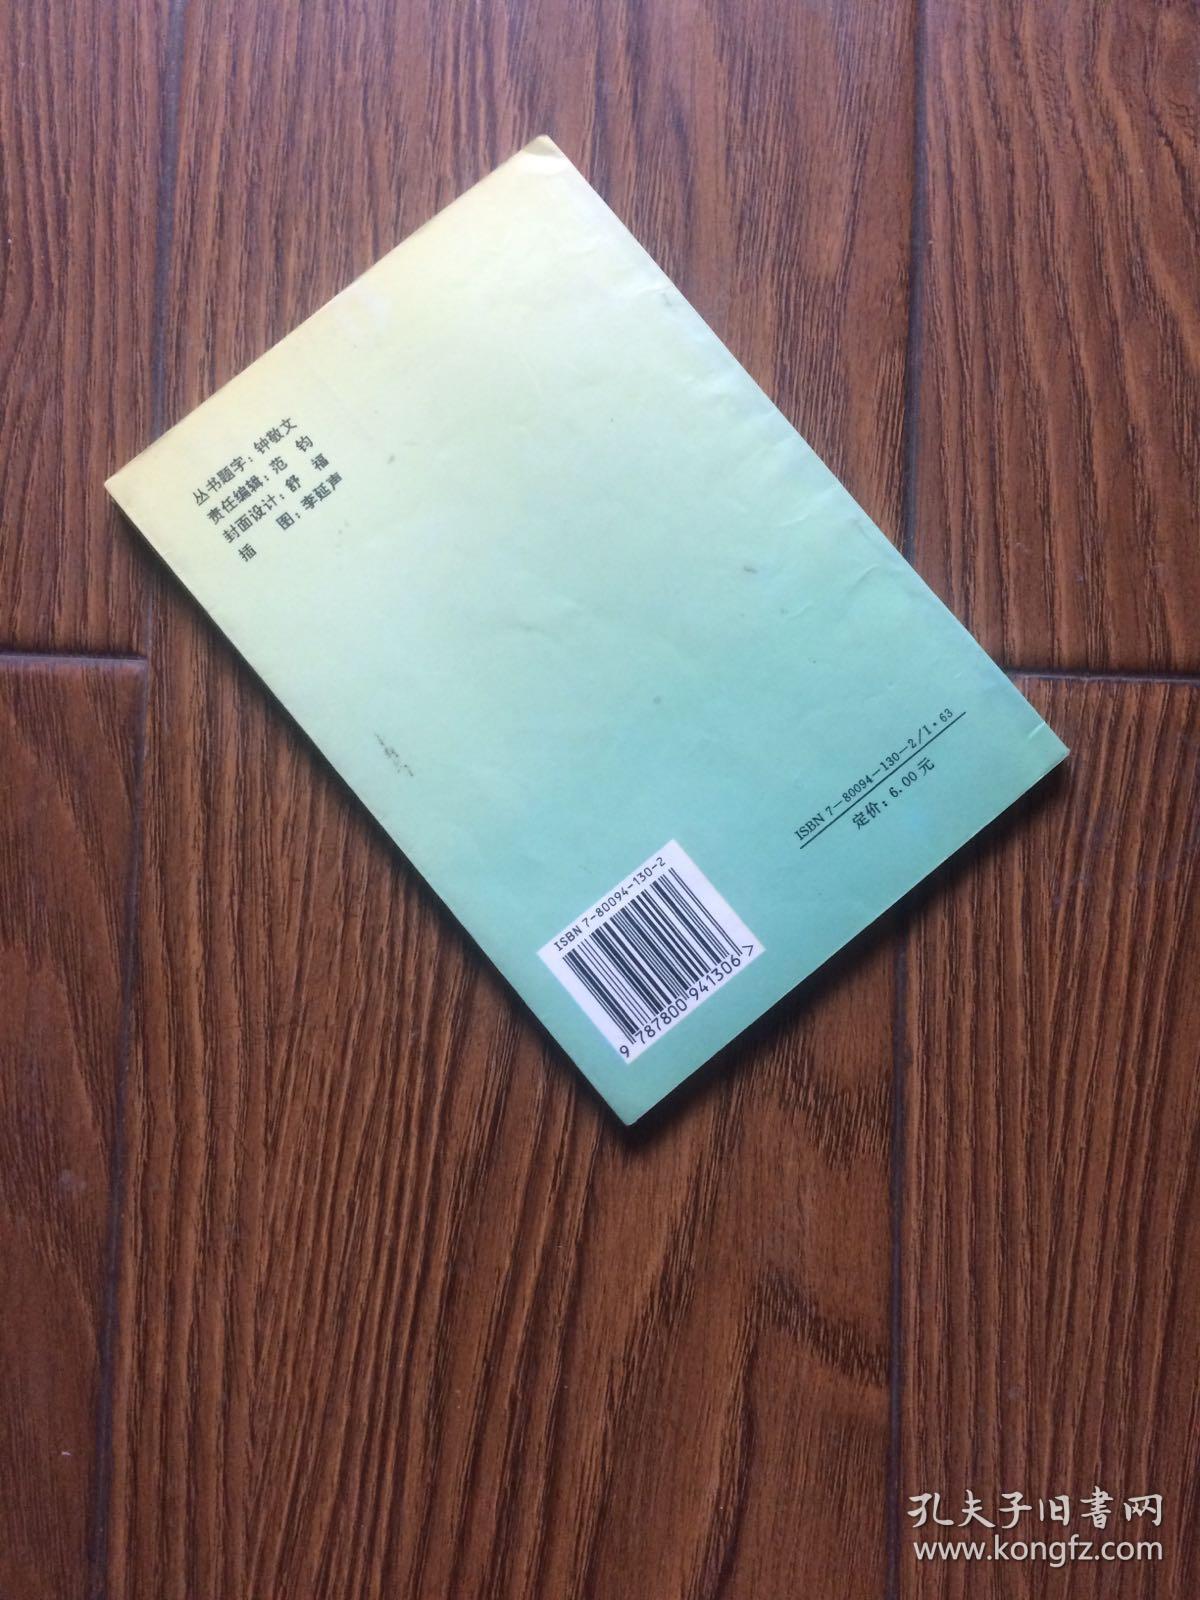 丛书题字：钟敬文
责任编辑：范　钧
封面设计：舒　福
插　　图：李延声
ISBN 7-80094-130-2/I·63
定价：6.00元
ISBN 7-80094-130-2
9 787800 941306 >
孔夫子旧書网
www.kongfz.com